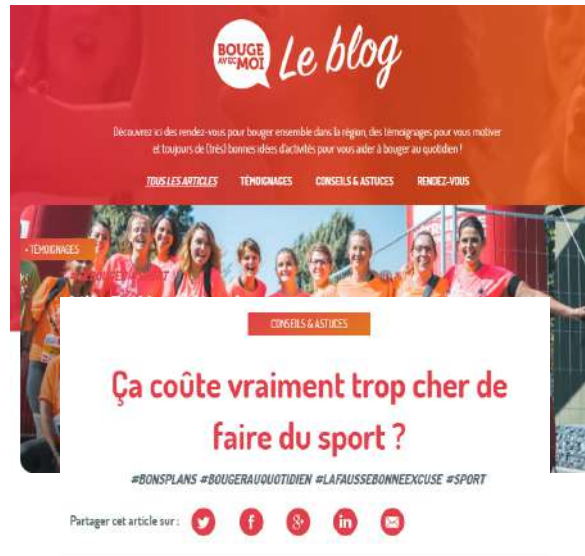 BOUGE
AVEC MOI
Le blog
Découvrez ici des rendez-vous pour bouger ensemble dans la région, des témoignages pour vous motiver
et toujours de (très) bonnes idées d'activités pour vous aider à bouger au quotidien !
TOUS LES ARTICLES TÉMOIGNAGES CONSEILS & ASTUCES RENDEZ-VOUS
• TÉMOIGNAGES
CONSEILS & ASTUCES
Ça coûte vraiment trop cher de
faire du sport ?
#BONSPLANS #BOUGERAUQUOTIDIEN #LAFAUSSEBONNEEXCUSE #SPORT
Partager cet article sur :